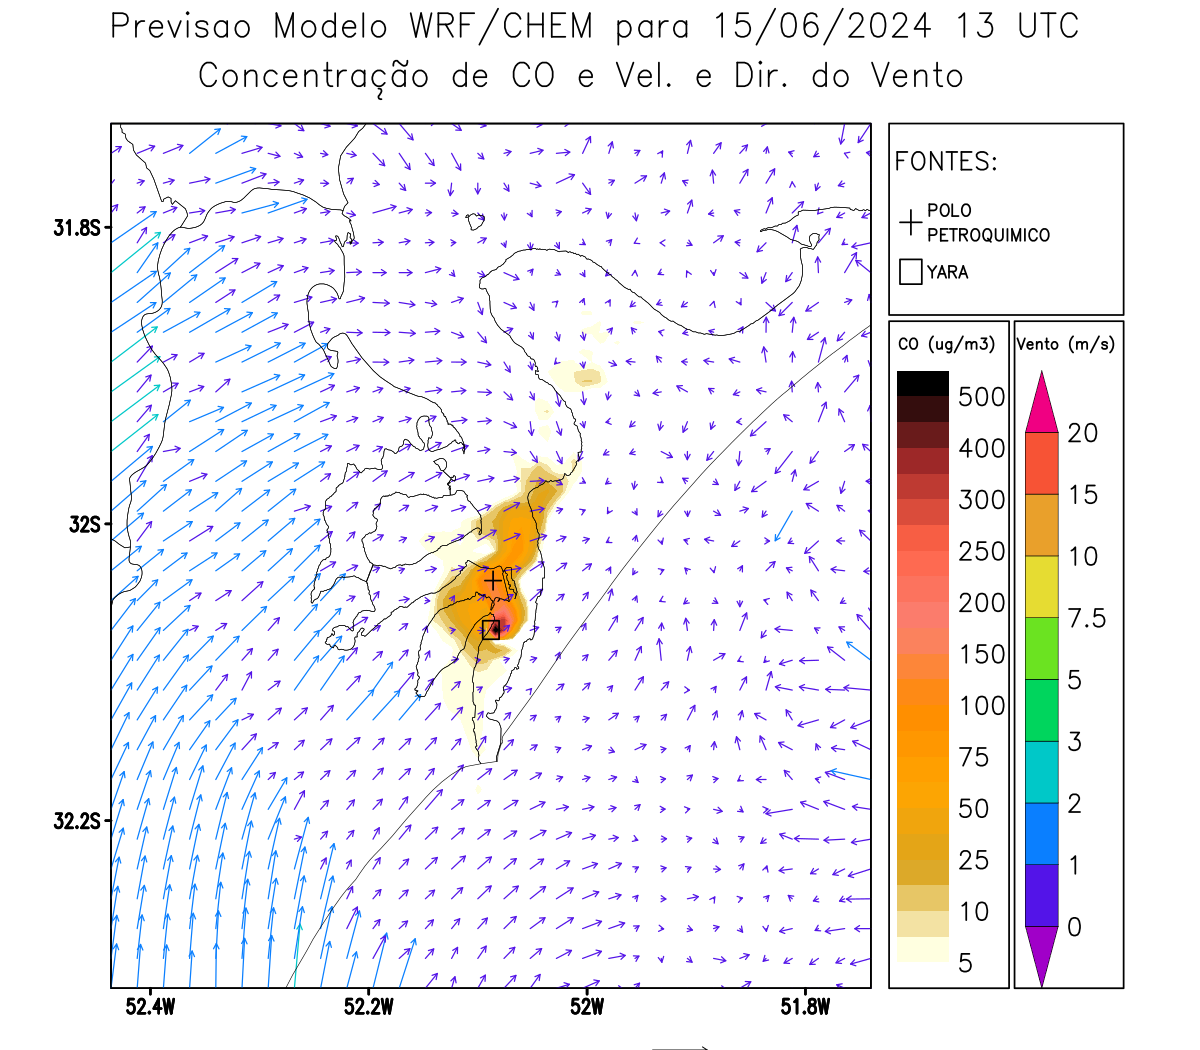 Previsao Modelo WRF/CHEM para 15/06/2024 13 UTC
Concentração de CO e Vel. e Dir. do Vento
FONTES:
POLO
PETROQUIMICO
YARA
CO (ug/m3)
500
400
300
250
200
150
100
75
50
25
10
5
Vento (m/s)
20
15
10
7.5
5
3
2
1
0
31.8S
32S
32.2S
52.4W
52.2W
52W
51.8W